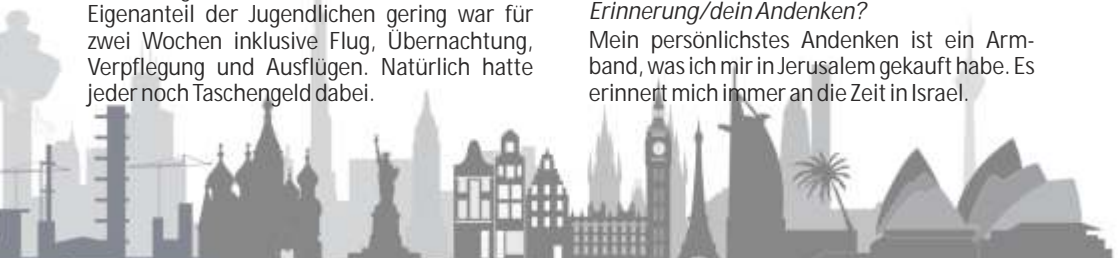 Eigenanteil der Jugendlichen gering war für
zwei Wochen inklusive Flug, Übernachtung,
Verpflegung und Ausflügen. Natürlich hatte
jeder noch Taschengeld dabei.
Erinnerung/dein Andenken?
Mein persönlichstes Andenken ist ein Arm-
band, was ich mir in Jerusalem gekauft habe. Es
erinnert mich immer an die Zeit in Israel.